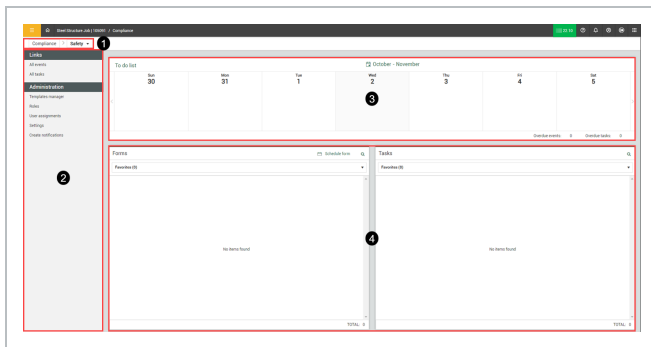 Steel Structure Job | 100091 / Compliance
Compliance Safety
1
Links
All events
All tasks
Administration
Templates manager
Roles
User assignments
Settings
Create notifications
2
To do list October - November
Sun Mon Tue Wed Thu Fri Sat
30 31 1 2 3 4 5
3
Overdue events: 0 Overdue tasks: 0
Forms Schedule form
Favorites (0)
No items found
TOTAL: 0
4
Tasks
Favorites (0)
No items found
TOTAL: 0